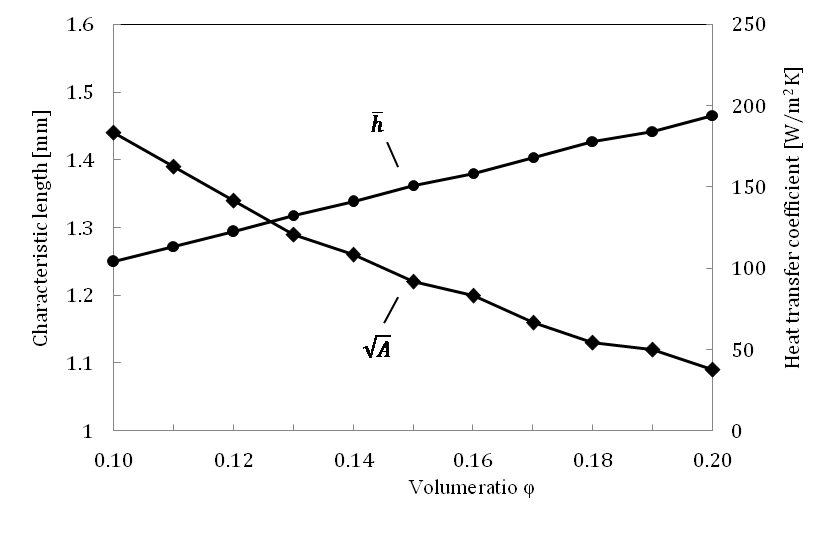 1.6
1.5
1.4
1.3
1.2
1.1
1
Characteristic length [mm]
250
200
150
100
50
0
Heat transfer coefficient [W/m²K]
h̅
√A
0.10 0.12 0.14 0.16 0.18 0.20
Volumeratio φ